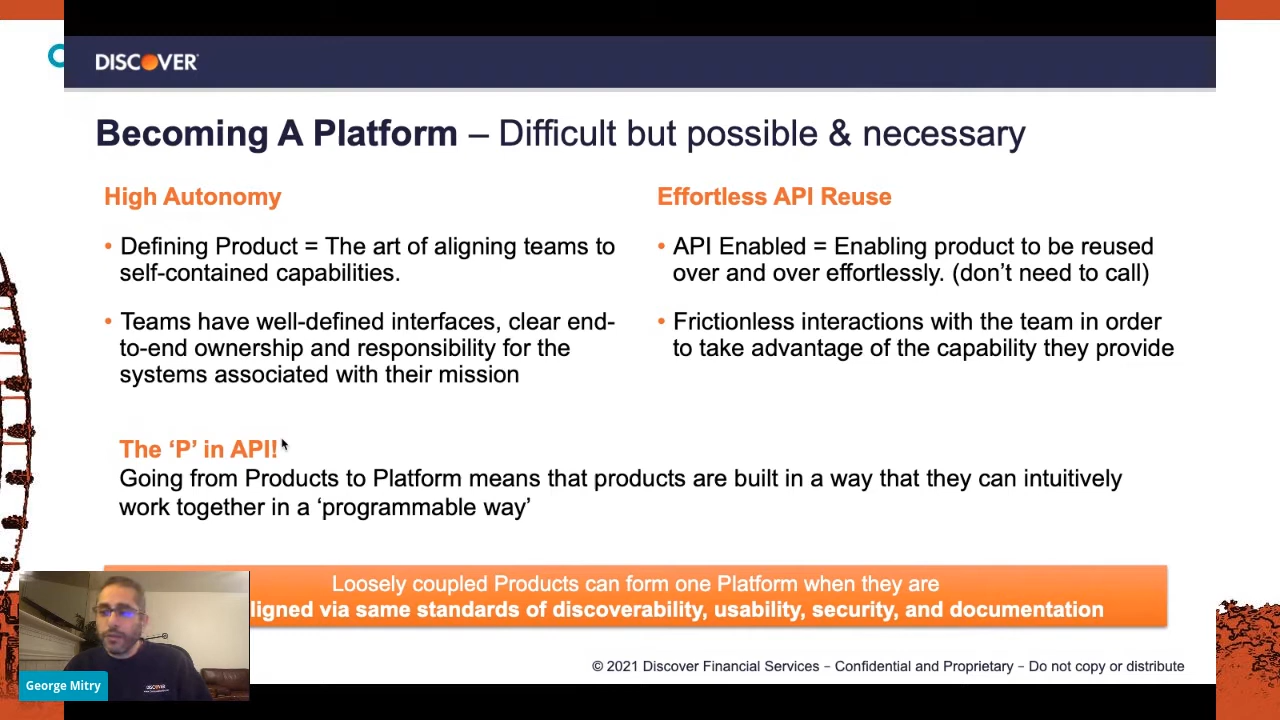 DISCOVER
Becoming A Platform – Difficult but possible & necessary
High Autonomy
• Defining Product = The art of aligning teams to
self-contained capabilities.
• Teams have well-defined interfaces, clear end-
to-end ownership and responsibility for the
systems associated with their mission
Effortless API Reuse
• API Enabled = Enabling product to be reused
over and over effortlessly. (don’t need to call)
• Frictionless interactions with the team in order
to take advantage of the capability they provide
The ‘P’ in API!
Going from Products to Platform means that products are built in a way that they can intuitively
work together in a ‘programmable way’
Loosely coupled Products can form one Platform when they are
ligned via same standards of discoverability, usability, security, and documentation
© 2021 Discover Financial Services – Confidential and Proprietary – Do not copy or distribute
DISCOVER
George Mitry